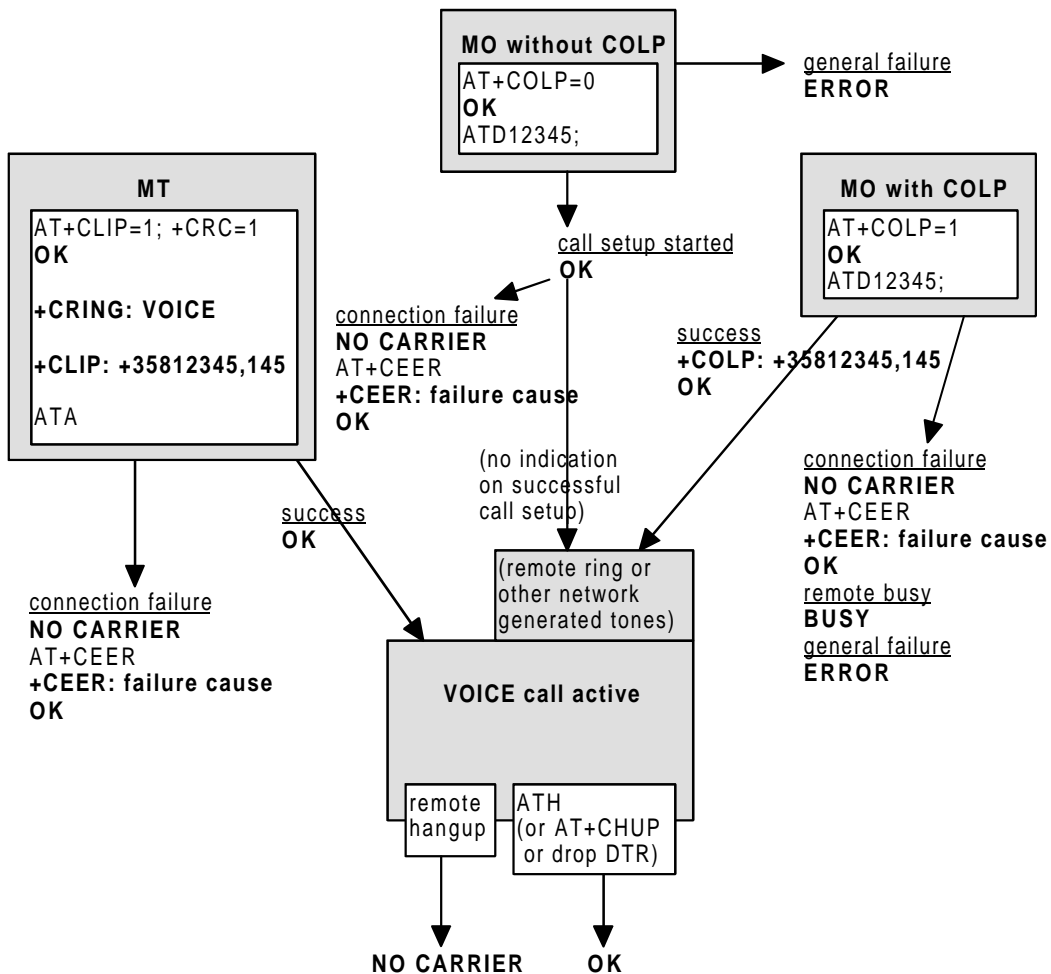 MO without COLP
AT+COLP=0
OK
ATD12345;
general failure
ERROR
MT
AT+CLIP=1; +CRC=1
OK
+CRING: VOICE
+CLIP: +35812345,145
ATA
MO with COLP
AT+COLP=1
OK
ATD12345;
call setup started
OK
connection failure
NO CARRIER
AT+CEER
+CEER: failure cause
OK
success
+COLP: +35812345,145
OK
(no indication
on successful
call setup)
success
OK
connection failure
NO CARRIER
AT+CEER
+CEER: failure cause
OK
remote busy
BUSY
general failure
ERROR
connection failure
NO CARRIER
AT+CEER
+CEER: failure cause
OK
(remote ring or
other network
generated tones)
VOICE call active
remote
hangup
ATH
(or AT+CHUP
or drop DTR)
NO CARRIER
OK